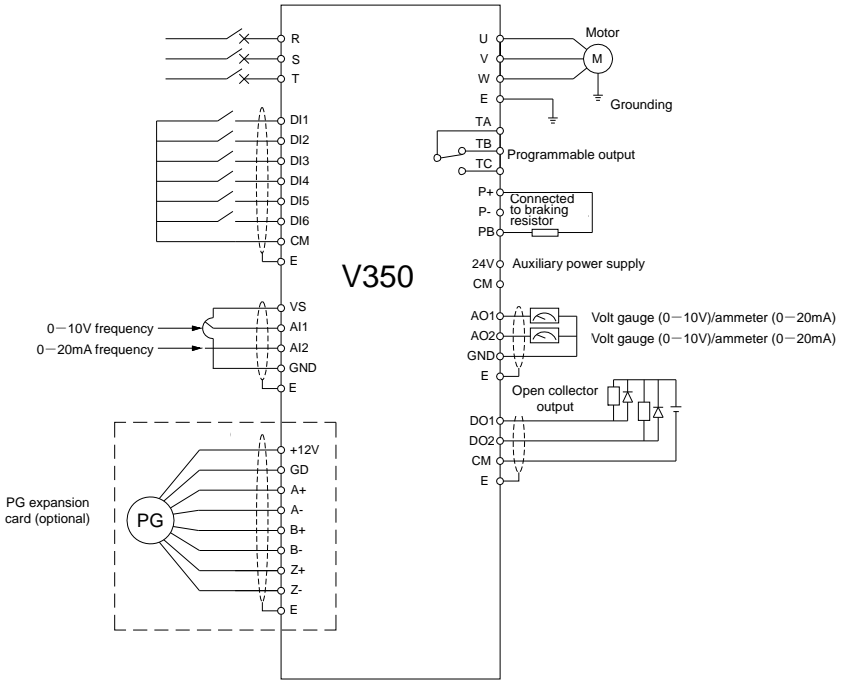 R
S
T
DI1
DI2
DI3
DI4
DI5
DI6
CM
E
VS
0－10V frequency
AI1
0－20mA frequency
AI2
GND
E
+12V
GD
A+
A-
B+
B-
Z+
Z-
E
PG
PG expansion
card (optional)
V350
U
V
W
E
Motor
M
Grounding
TA
TB
TC
Programmable output
P+
P-
PB
Connected
to braking
resistor
24V
Auxiliary power supply
CM
AO1
Volt gauge (0－10V)/ammeter (0－20mA)
AO2
Volt gauge (0－10V)/ammeter (0－20mA)
GND
E
Open collector
output
DO1
DO2
CM
E